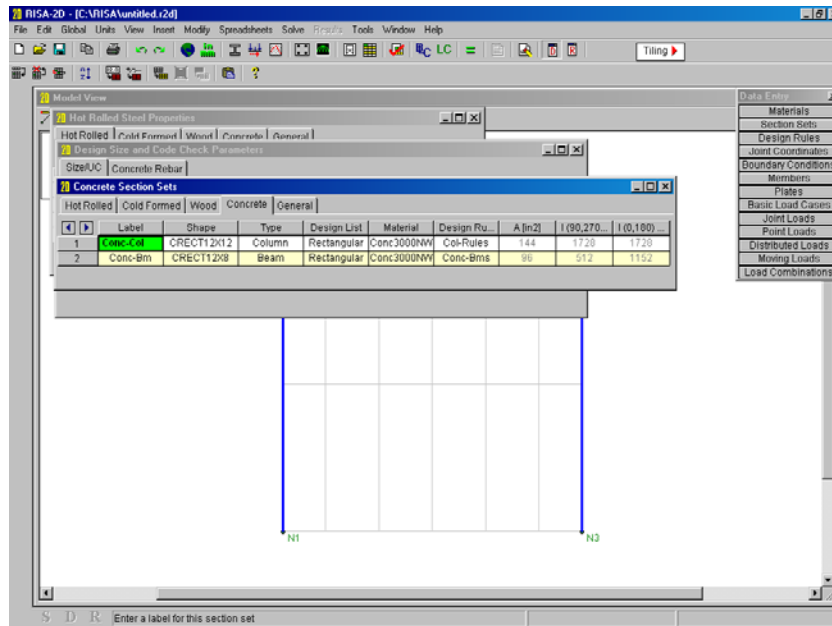 RISA-2D - [C:\RISA\untitled.r2d]
File Edit Global Units View Insert Modify Spreadsheets Solve Results Tools Window Help
LC
Tiling
Model View
Hot Rolled Steel Properties
Hot Rolled Cold Formed Wood Concrete General
Design Size and Code Check Parameters
Size/UC Concrete Rebar
Concrete Section Sets
Hot Rolled Cold Formed Wood Concrete General
Label Shape Type Design List Material Design Ru... A [in2] I (90,270... I (0,180) ...
1 Conc-Col CRECT12X12 Column Rectangular Conc3000NW Col-Rules 144 1728 1728
2 Conc-Bm CRECT12X8 Beam Rectangular Conc3000NW Conc-Bms 96 512 1152
Data Entry
Materials
Section Sets
Design Rules
Joint Coordinates
Boundary Conditions
Members
Plates
Basic Load Cases
Joint Loads
Point Loads
Distributed Loads
Moving Loads
Load Combinations
N1 N3
S D R Enter a label for this section set